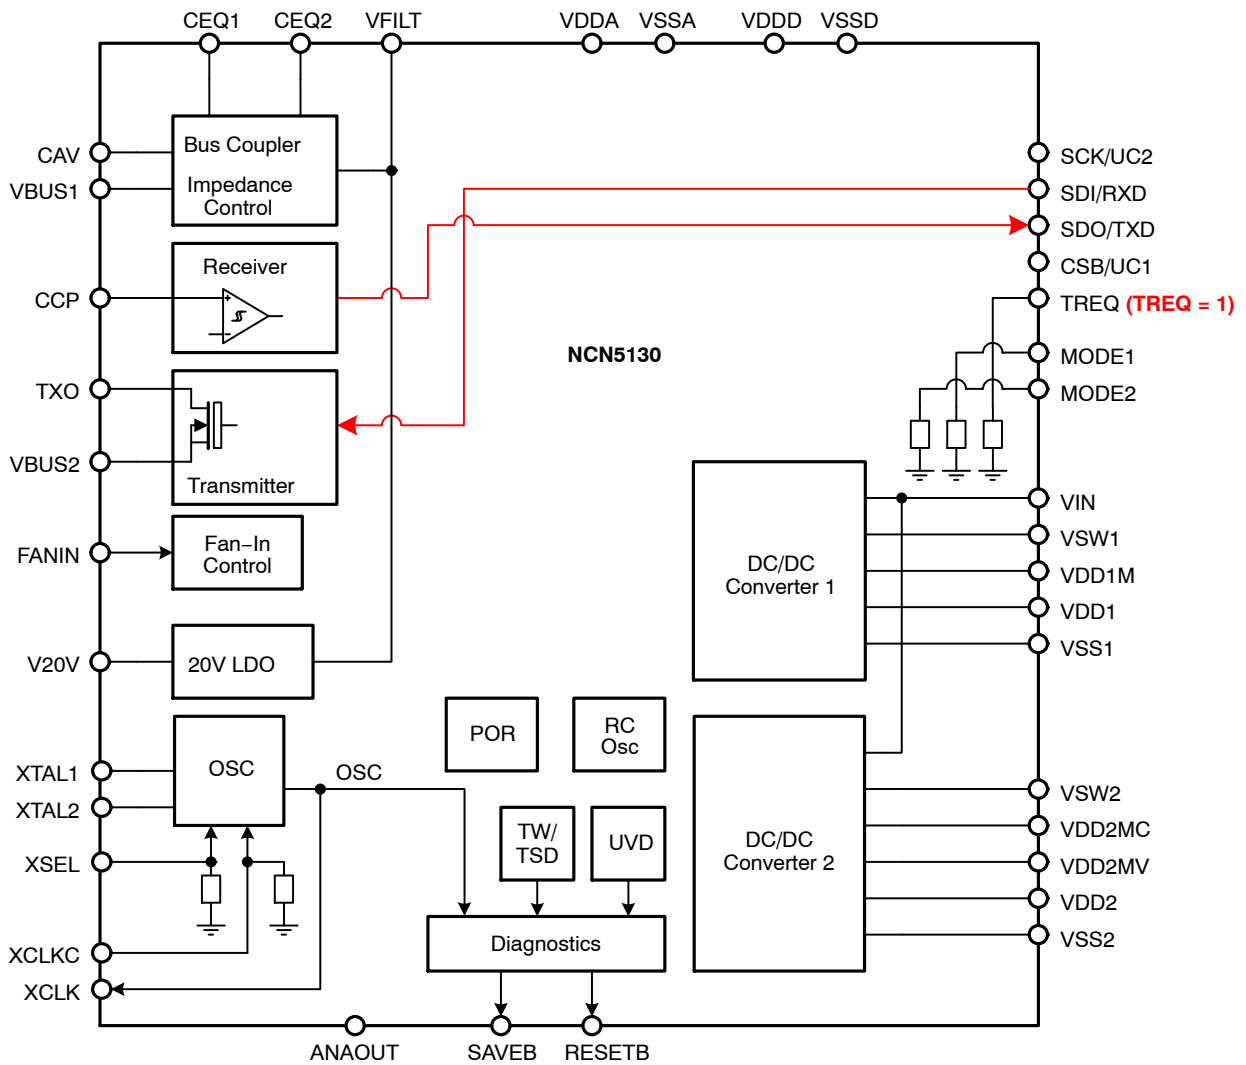 CEQ1 CEQ2 VFILT VDDA VSSA VDDD VSSD
CAV
VBUS1
Bus Coupler
Impedance
Control
SCK/UC2
SDI/RXD
SDO/TXD
CSB/UC1
TREQ (TREQ = 1)
MODE1
MODE2
CCP
Receiver
+
−
NCN5130
TXO
VBUS2
Transmitter
FANIN
Fan−In
Control
V20V
20V LDO
DC/DC
Converter 1
VIN
VSW1
VDD1M
VDD1
VSS1
XTAL1
XTAL2
XSEL
XCLKC
XCLK
OSC
OSC
POR
RC
Osc
TW/
TSD
UVD
Diagnostics
DC/DC
Converter 2
VSW2
VDD2MC
VDD2MV
VDD2
VSS2
ANAOUT SAVEB RESETB